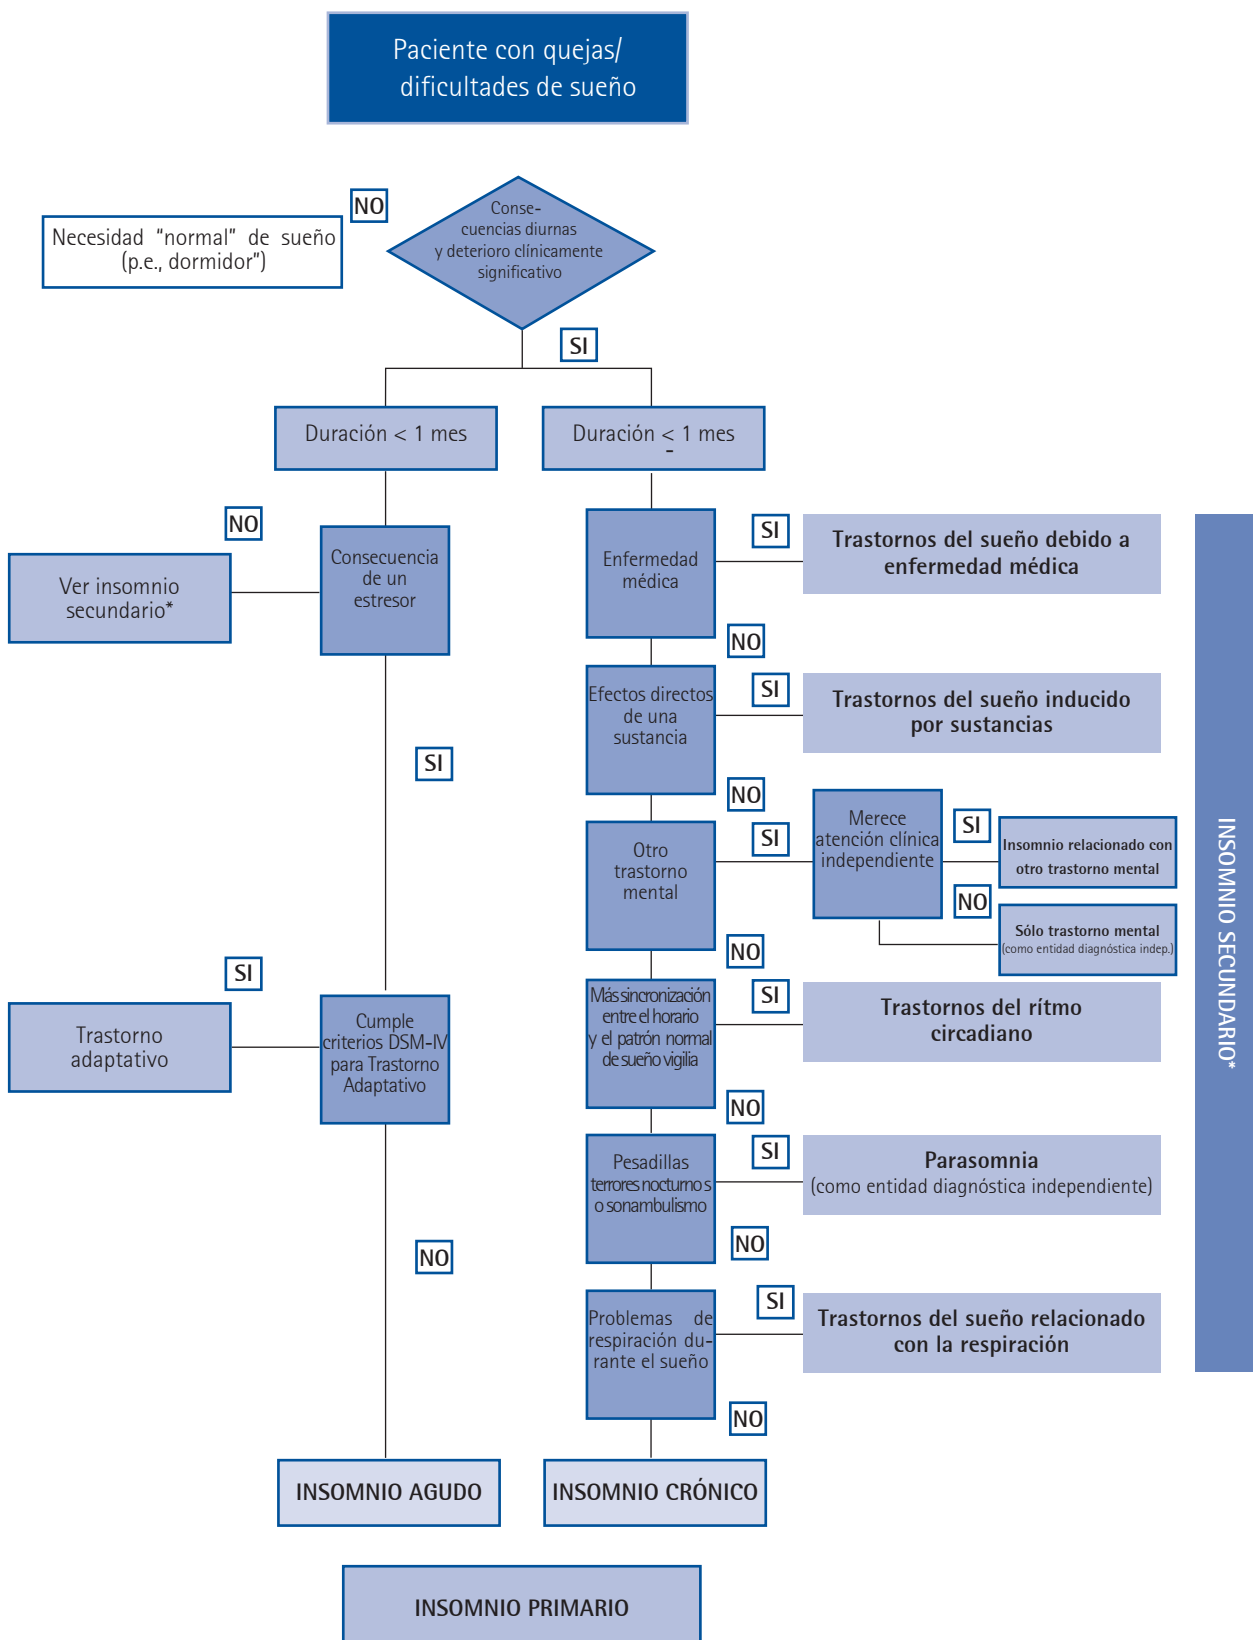 Paciente con quejas/
dificultades de sueño
NO
Necesidad “normal” de sueño
(p.e., dormidor”)
Conse-
cuencias diurnas
y deterioro clínicamente
significativo
SI
Duración < 1 mes
Duración < 1 mes
-
NO
Ver insomnio
secundario*
Consecuencia
de un
estresor
Enfermedad
médica
SI
Trastornos del sueño debido a
enfermedad médica
NO
Efectos directos
de una
sustancia
SI
Trastornos del sueño inducido
por sustancias
SI
NO
Otro
trastorno
mental
SI
Merece
atención clínica
independiente
SI
Insomnio relacionado con
otro trastorno mental
NO
Sólo trastorno mental
(como entidad diagnóstica indep.)
INSOMNIO SECUNDARIO*
NO
SI
Trastorno
adaptativo
Cumple
criterios DSM-IV
para Trastorno
Adaptativo
Más sincronización
entre el horario
y el patrón normal
de sueño vigilia
SI
Trastornos del rítmo
circadiano
NO
Pesadillas
terrores nocturno s
o sonambulismo
SI
Parasomnia
(como entidad diagnóstica independiente)
NO
NO
Problemas de
respiración du-
rante el sueño
SI
Trastornos del sueño relacionado
con la respiración
NO
INSOMNIO AGUDO
INSOMNIO CRÓNICO
INSOMNIO PRIMARIO